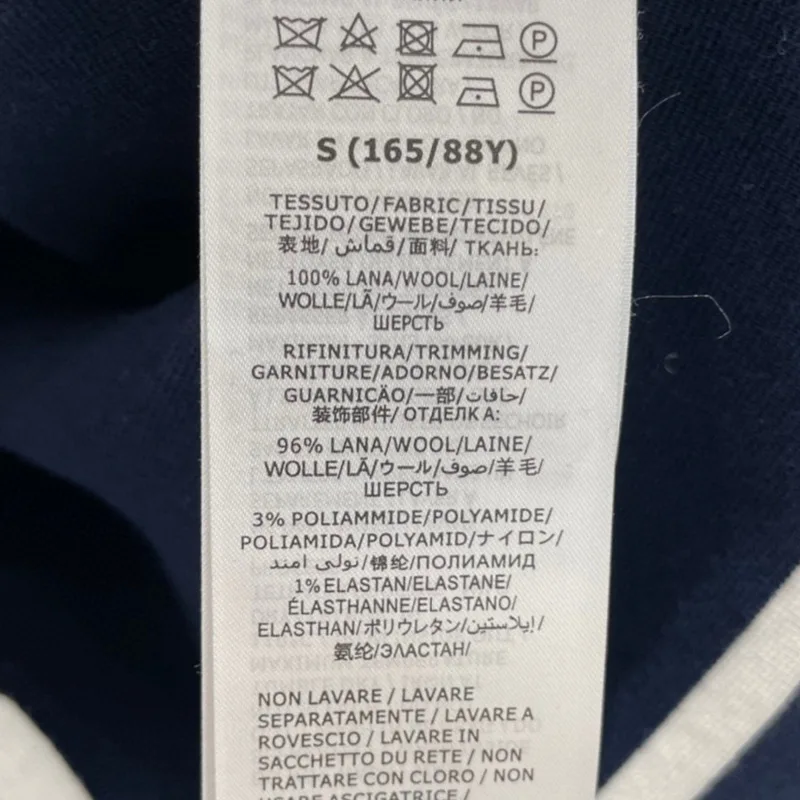 S (165/88Y)
TESSUTO/FABRIC/TISSU/
TEJIDO/GEWEBE/TECIDO/
表地/ قماش/面料/ ТКАНЬ:
100% LANA/WOOL/LAINE/
WOLLE/LÃ/ウール/صوف/羊毛/
ШЕРСТЬ
RIFINITURA/TRIMMING/
GARNITURE/ADORNO/BESATZ/
GUARNICÃO/一部/حافات/
装饰部件/ ОТДЕЛКА:
96% LANA/WOOL/LAINE/
WOLLE/LÃ/ウール/صوف/羊毛/
ШЕРСТЬ
3% POLIAMMIDE/POLYAMIDE/
POLIAMIDA/POLYAMID/ナイロン/
نولى امند/锦纶/ПОЛИАМИД
1% ELASTAN/ELASTANE/
ÉLASTHANNE/ELASTANO/
ELASTHAN/ポリウレタン/إيلاستين/
氨纶/ЭЛАСТАН/
NON LAVARE / LAVARE
SEPARATAMENTE / LAVARE A
ROVESCIO / LAVARE IN
SACCHETTO DU RETE / NON
TRATTARE CON CLORO / NON
USARE ASCIGATRICE /